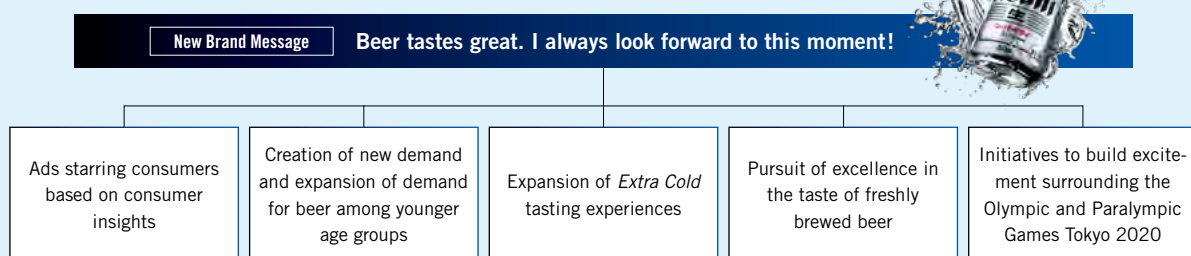 New Brand Message
Beer tastes great. I always look forward to this moment!
Ads starring consumers
based on consumer
insights
Creation of new demand
and expansion of demand
for beer among younger
age groups
Expansion of Extra Cold
tasting experiences
Pursuit of excellence in
the taste of freshly
brewed beer
Initiatives to build excite-
ment surrounding the
Olympic and Paralympic
Games Tokyo 2020
生